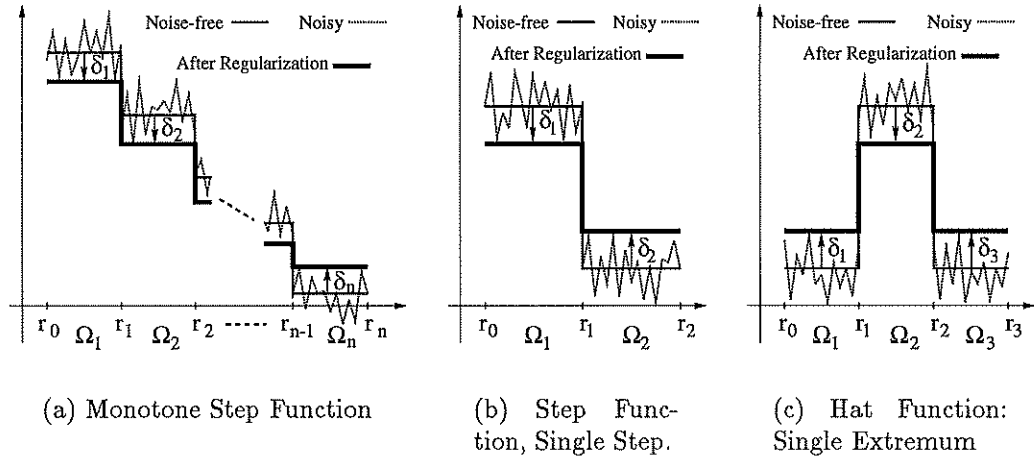 Noise-free Noisy
After Regularization
δ1
δ2
δn
r0 r1 r2 rn-1 rn
Ω1 Ω2 Ωn
(a) Monotone Step Function
Noise-free Noisy
After Regularization
δ1
δ2
r0 r1 r2
Ω1 Ω2
(b) Step Func-
tion, Single Step.
Noise-free Noisy
After Regularization
δ2
δ1 δ3
r0 r1 r2 r3
Ω1 Ω2 Ω3
(c) Hat Function:
Single Extremum